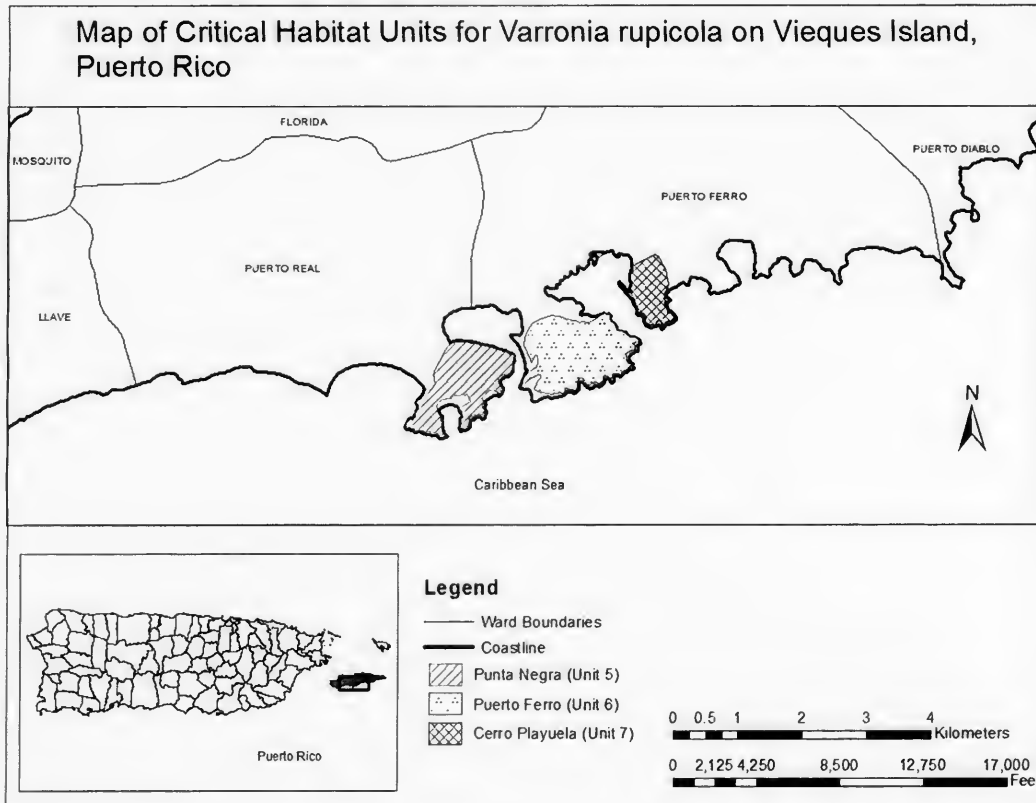 Map of Critical Habitat Units for Varronia rupicola on Vieques Island,
Puerto Rico
FLORIDA
MOSQUITO
PUERTO DIABLO
PUERTO FERRO
PUERTO REAL
LLAVE
N
Caribbean Sea
Legend
Ward Boundaries
Coastline
Punta Negra (Unit 5)
Puerto Ferro (Unit 6)
Cerro Playuela (Unit 7)
Puerto Rico
0 0.5 1 2 3 4
Kilometers
0 2,125 4,250 8,500 12,750 17,000
Fee